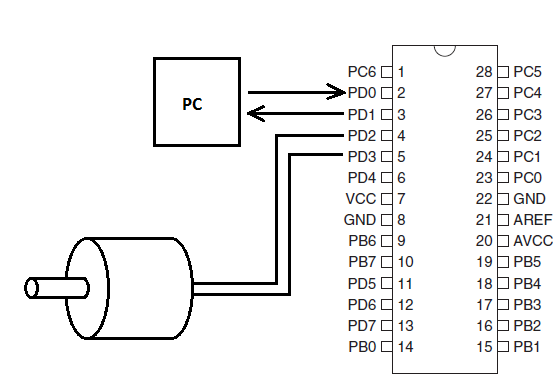 PC
PC6 1 28 PC5
PD0 2 27 PC4
PD1 3 26 PC3
PD2 4 25 PC2
PD3 5 24 PC1
PD4 6 23 PC0
VCC 7 22 GND
GND 8 21 AREF
PB6 9 20 AVCC
PB7 10 19 PB5
PD5 11 18 PB4
PD6 12 17 PB3
PD7 13 16 PB2
PB0 14 15 PB1